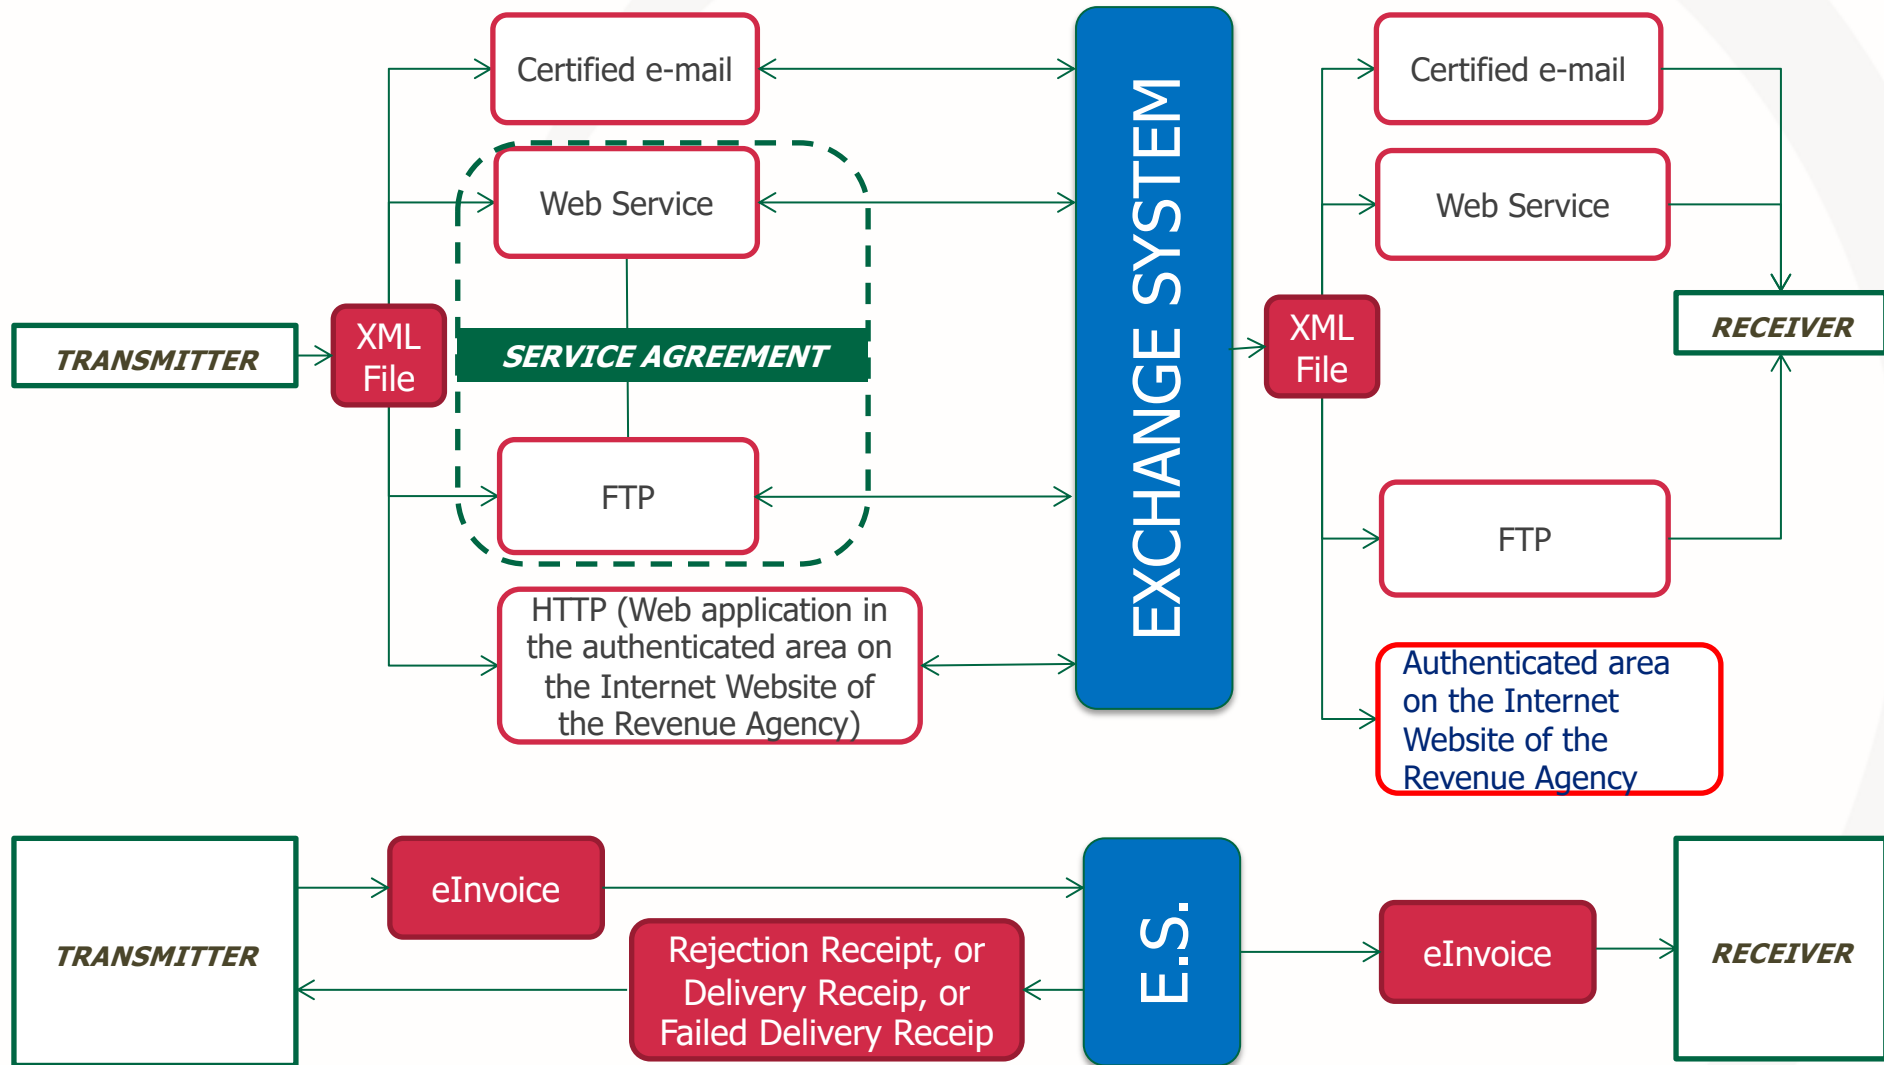 Certified e-mail
Web Service
TRANSMITTER
XML
File
SERVICE AGREEMENT
FTP
HTTP (Web application in
the authenticated area on
the Internet Website of
the Revenue Agency)
EXCHANGE SYSTEM
XML
File
Certified e-mail
Web Service
RECEIVER
FTP
Authenticated area
on the Internet
Website of the
Revenue Agency
TRANSMITTER
eInvoice
Rejection Receipt, or
Delivery Receip, or
Failed Delivery Receip
E.S.
eInvoice
RECEIVER